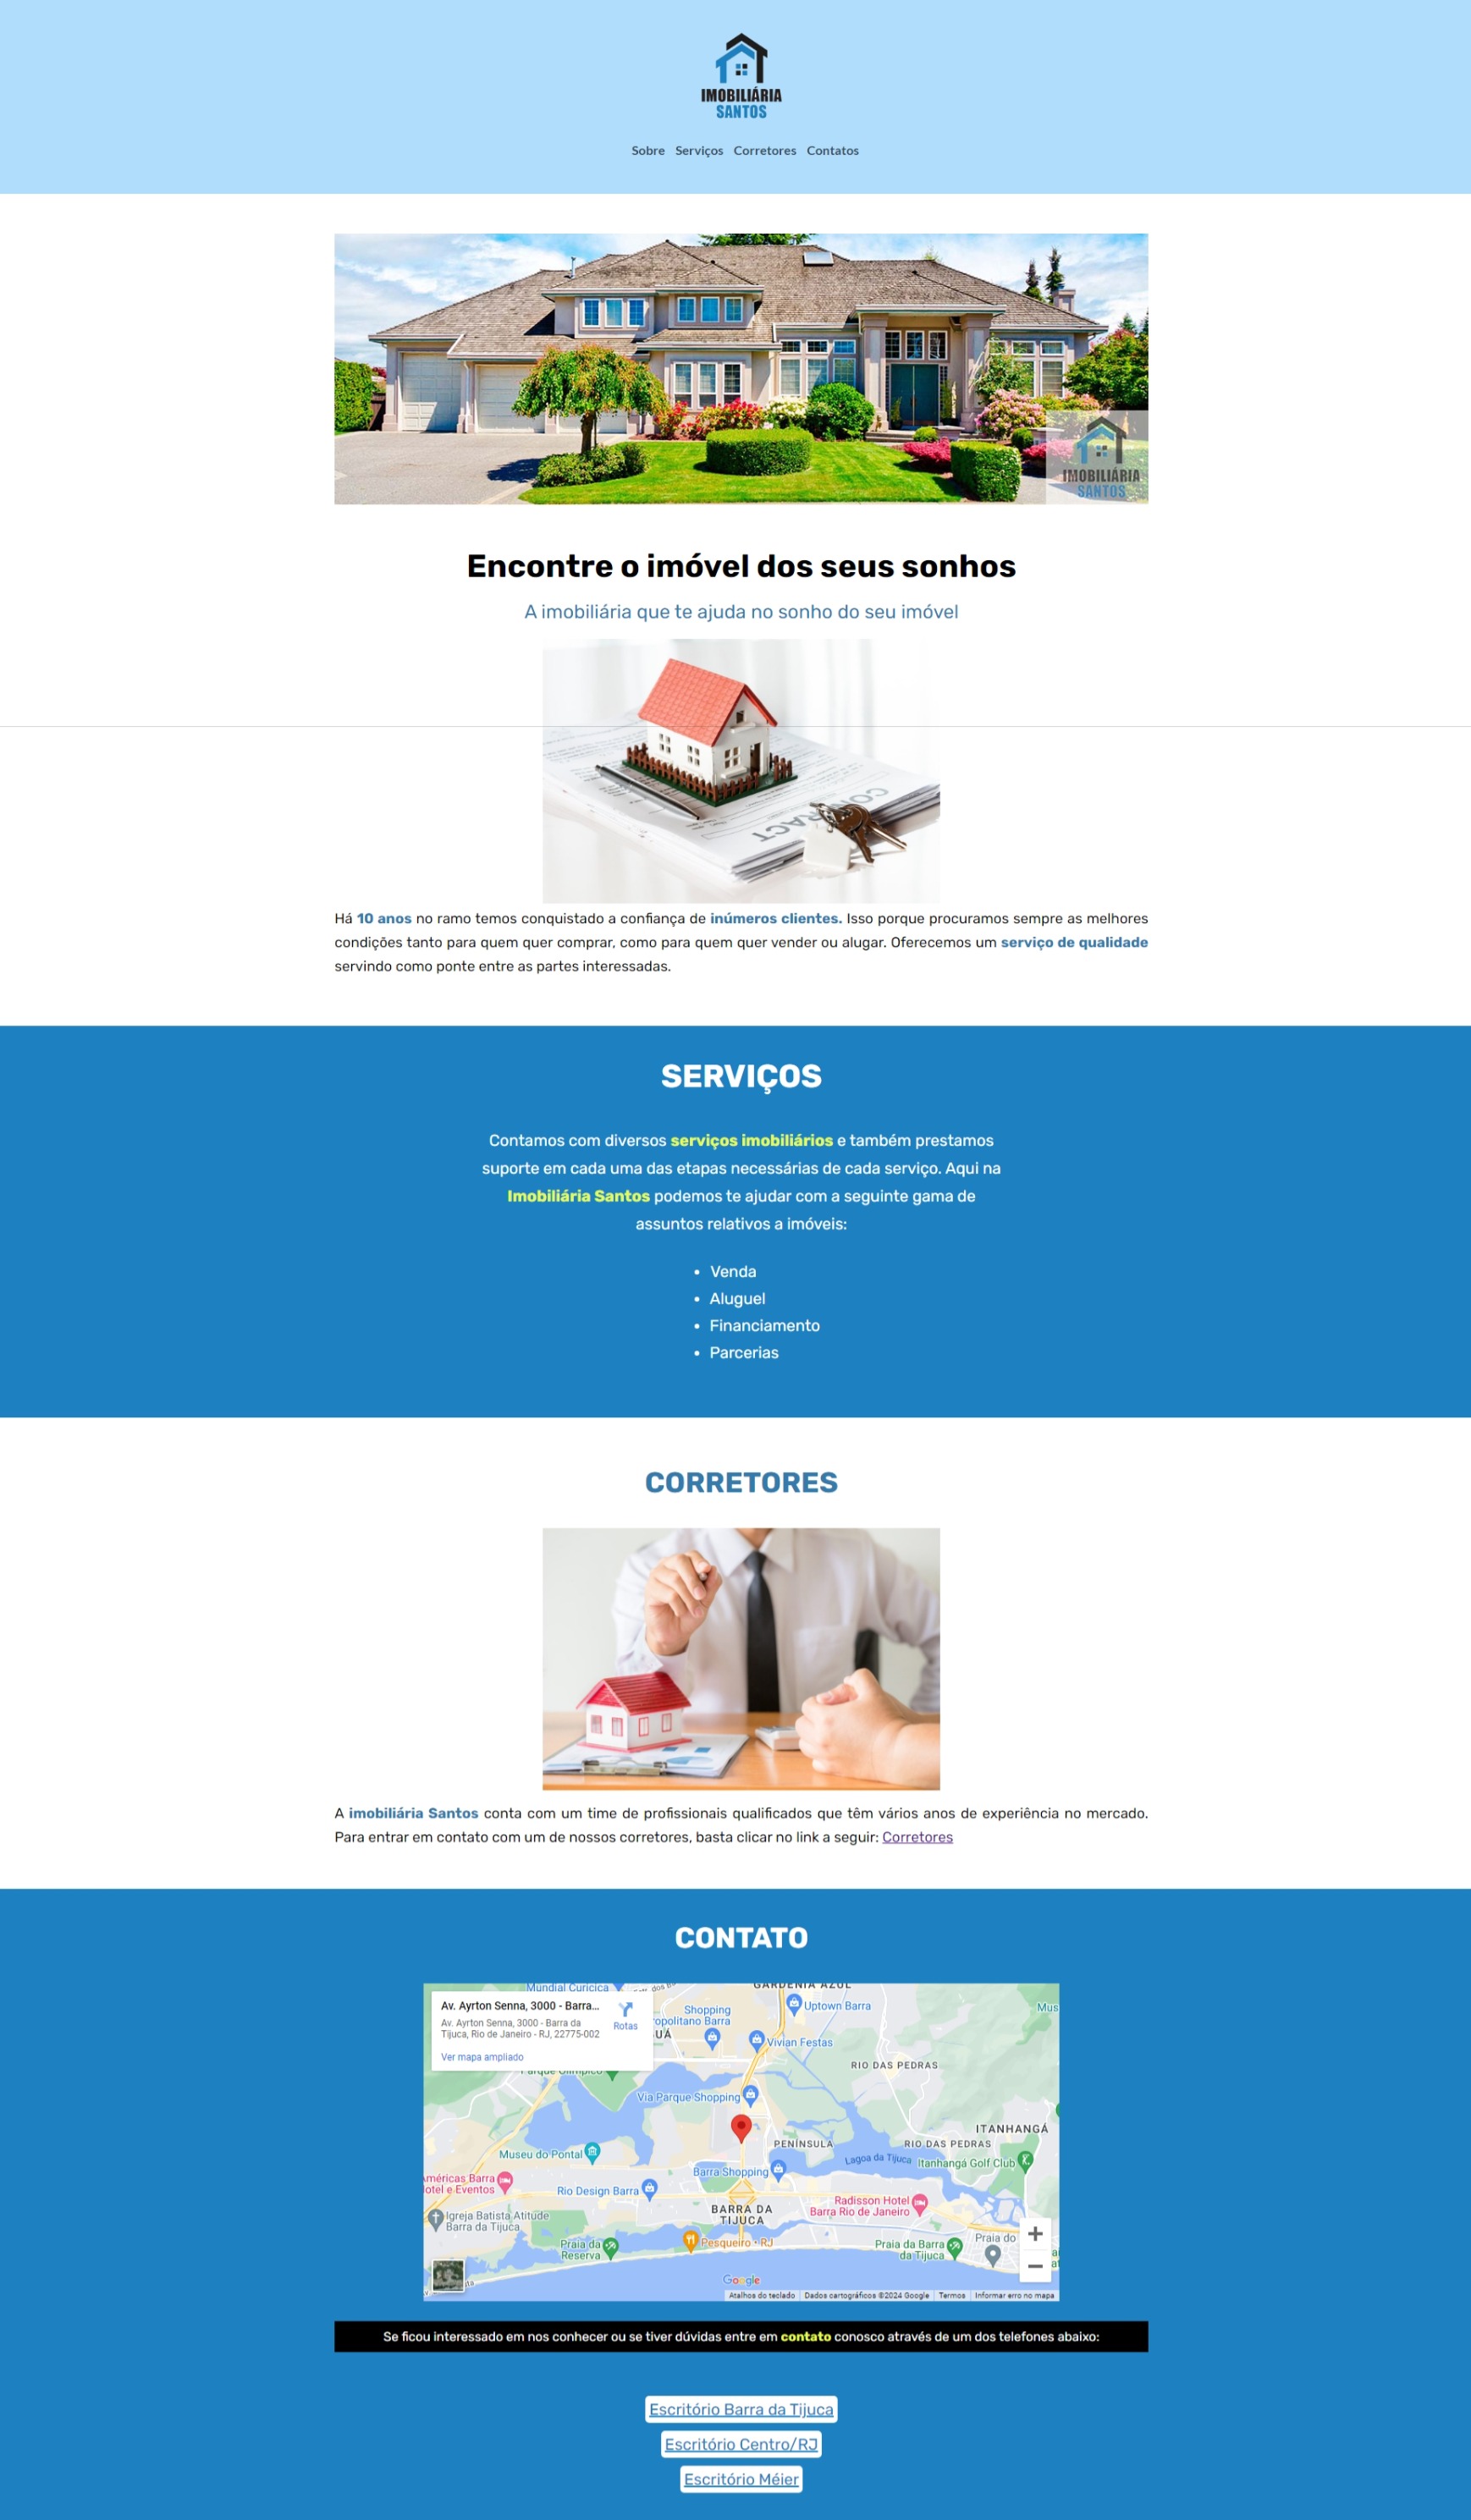 IMOBILIÁRIA
SANTOS
Sobre Serviços Corretores Contatos
IMOBILIÁRIA
SANTOS
Encontre o imóvel dos seus sonhos
A imobiliária que te ajuda no sonho do seu imóvel
CONTRACT
Há 10 anos no ramo temos conquistado a confiança de inúmeros clientes. Isso porque procuramos sempre as melhores
condições tanto para quem quer comprar, como para quem quer vender ou alugar. Oferecemos um serviço de qualidade
servindo como ponte entre as partes interessadas.
SERVIÇOS
Contamos com diversos serviços imobiliários e também prestamos
suporte em cada uma das etapas necessárias de cada serviço. Aqui na
Imobiliária Santos podemos te ajudar com a seguinte gama de
assuntos relativos a imóveis:
• Venda
• Aluguel
• Financiamento
• Parcerias
CORRETORES
A imobiliária Santos conta com um time de profissionais qualificados que têm vários anos de experiência no mercado.
Para entrar em contato com um de nossos corretores, basta clicar no link a seguir: Corretores
CONTATO
Mundial Curicica
GARDÊNIA AZUL
Av. Ayrton Senna, 3000 - Barra...
Rotas
Av. Ayrton Senna, 3000 - Barra da
Tijuca, Rio de Janeiro - RJ, 22775-002
Ver mapa ampliado
Shopping
opolitano Barra
UÁ
Uptown Barra
Mus
Vivian Festas
RIO DAS PEDRAS
Parque Olímpico
Via Parque Shopping
ITANHANGÁ
PENÍNSULA
RIO DAS PEDRAS
Museu do Pontal
Lagoa da Tijuca
Itanhangá Golf Club
Barra Shopping
Américas Barra
Hotel e Eventos
Rio Design Barra
Radisson Hotel
Barra Rio de Janeiro
BARRA DA
TIJUCA
Igreja Batista Atitude
Barra da Tijuca
Praia da
Reserva
Pesqueiro - RJ
Praia da Barra
da Tijuca
Praia do
Google
Atalhos do teclado Dados cartográficos ©2024 Google Termos Informar erro no mapa
Se ficou interessado em nos conhecer ou se tiver dúvidas entre em contato conosco através de um dos telefones abaixo:
Escritório Barra da Tijuca
Escritório Centro/RJ
Escritório Méier